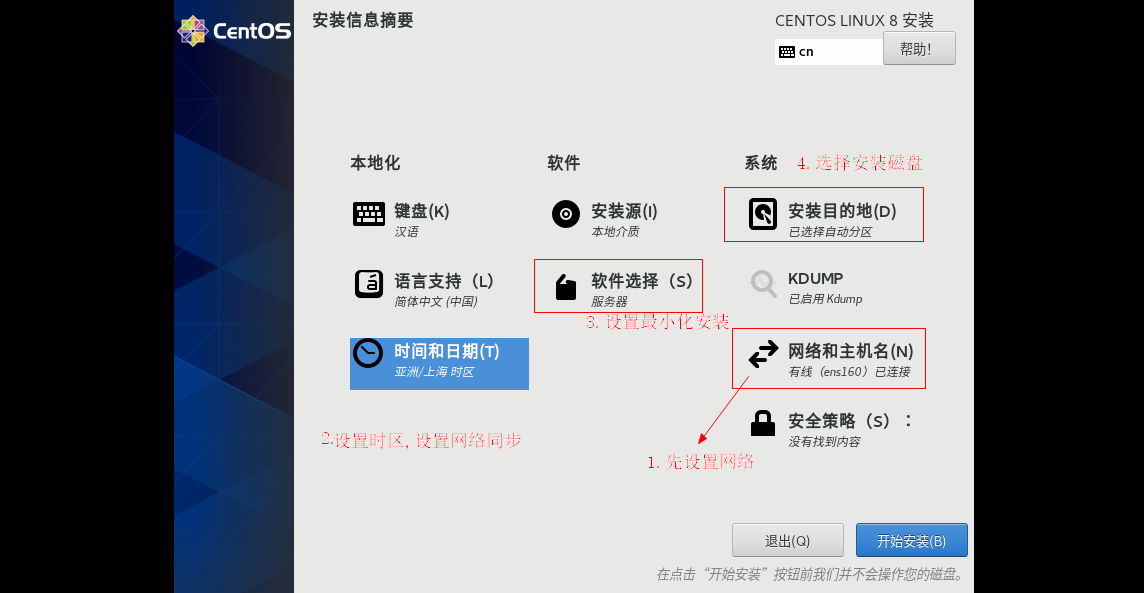 CentOS
安装信息摘要
CENTOS LINUX 8 安装
cn
帮助！
本地化
软件
系统
4. 选择安装磁盘
键盘(K)
汉语
安装源(I)
本地介质
安装目的地(D)
已选择自动分区
语言支持（L）
简体中文 (中国)
软件选择（S）
服务器
KDUMP
已启用 Kdump
3. 设置最小化安装
时间和日期(T)
亚洲/上海 时区
网络和主机名(N)
有线（ens160）已连接
安全策略（S）：
没有找到内容
2.设置时区, 设置网络同步
1. 先设置网络
退出(Q)
开始安装(B)
在点击“开始安装”按钮前我们并不会操作您的磁盘。